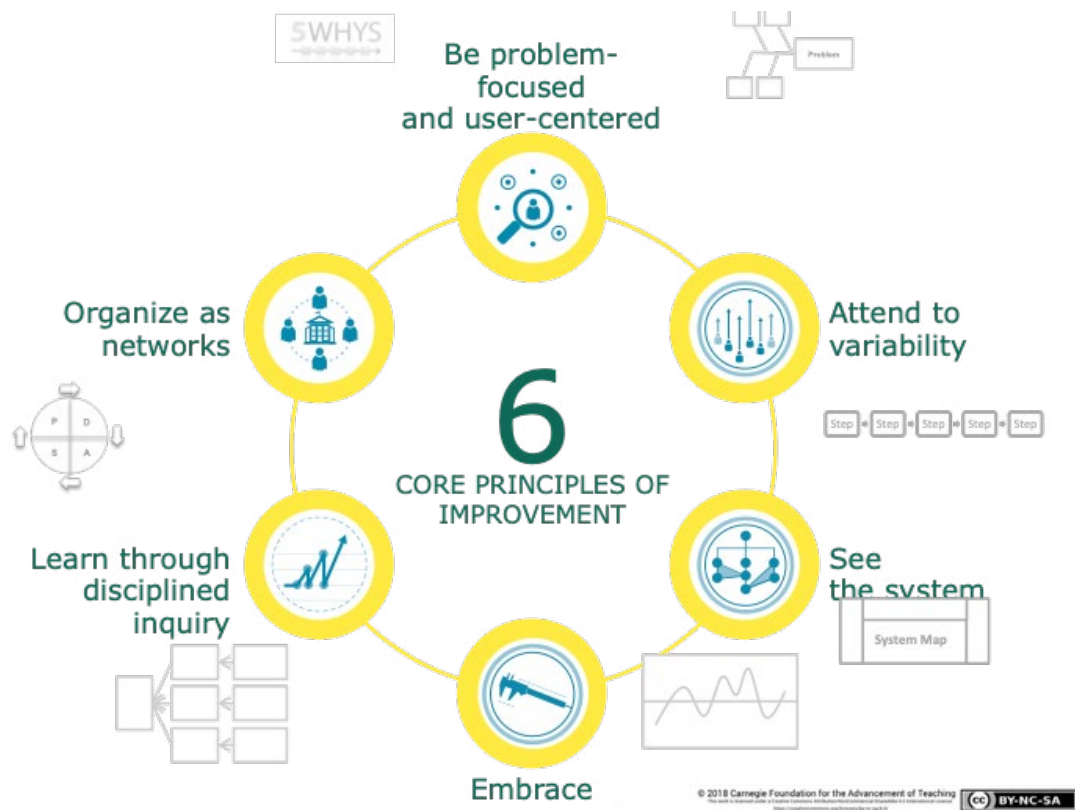 5WHYS
Be problem-
focused
and user-centered
Problem
Organize as
networks
Attend to
variability
P D
S A
Step Step Step Step Step
6
CORE PRINCIPLES OF
IMPROVEMENT
Learn through
disciplined
inquiry
See
the system
System Map
Embrace
© 2018 Carnegie Foundation for the Advancement of Teaching
cc BY-NC-SA